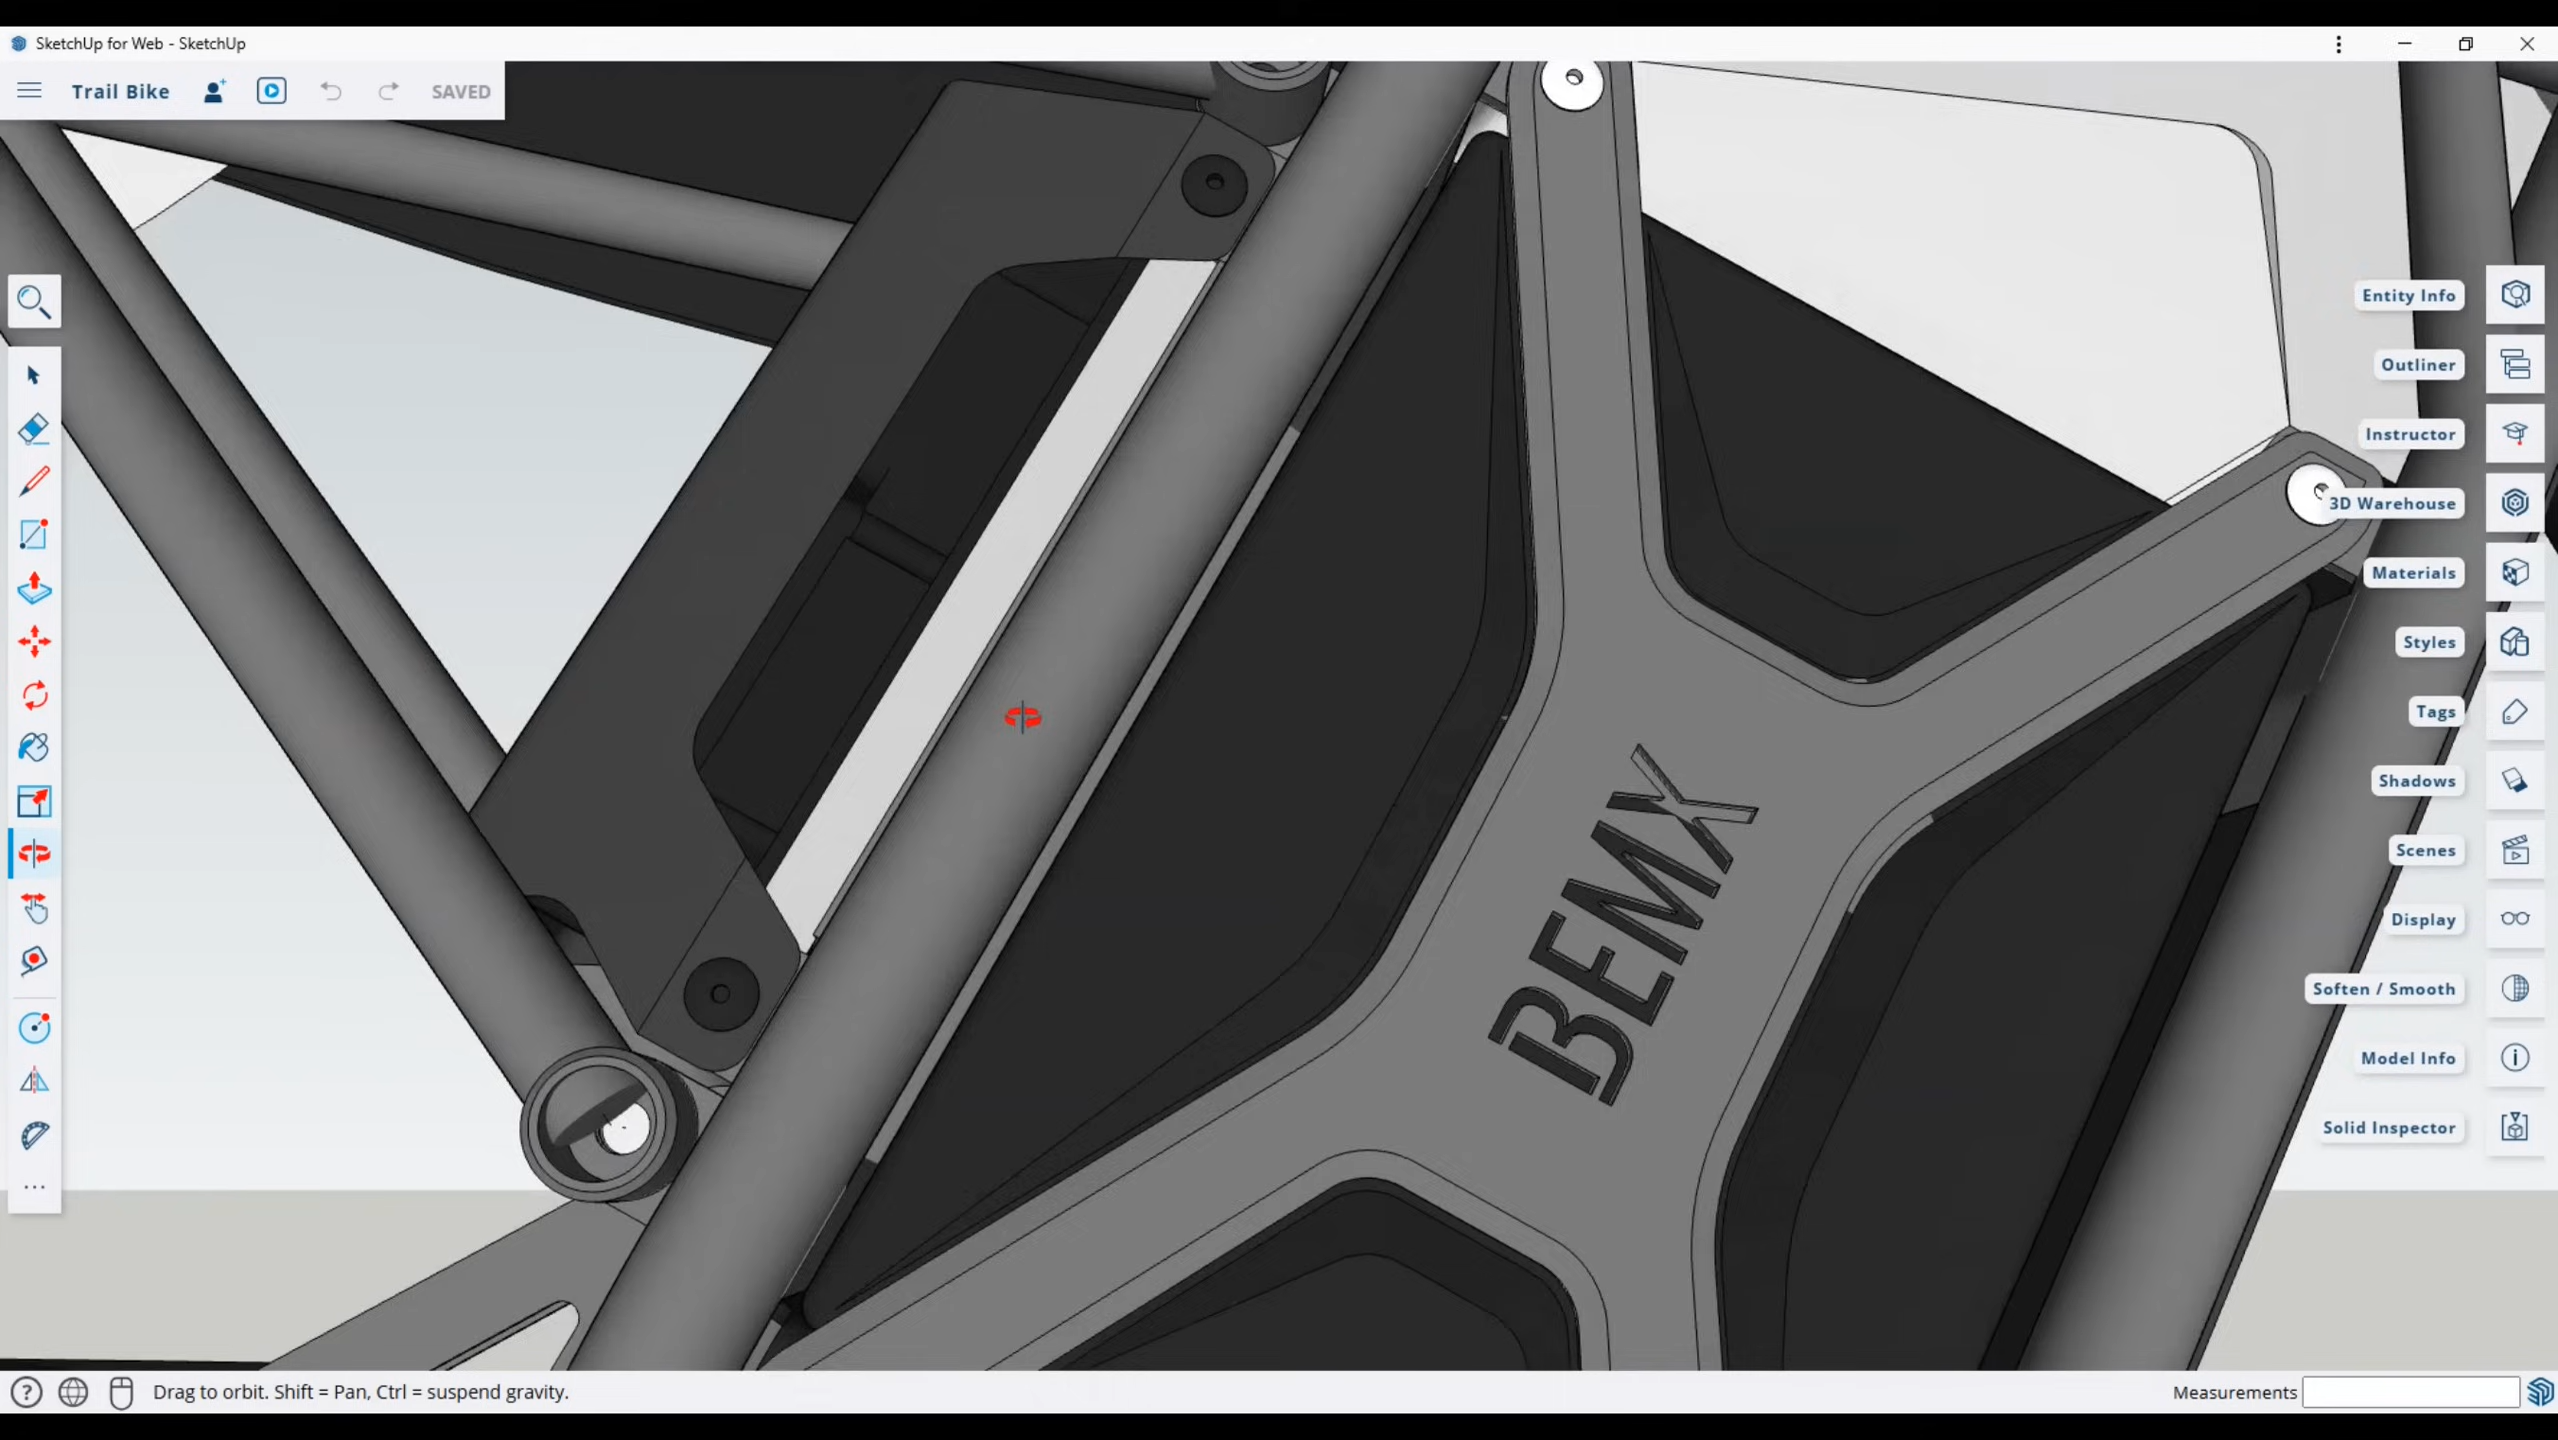 SketchUp for Web - SketchUp
Trail Bike
SAVED
Entity Info
Outliner
Instructor
3D Warehouse
Materials
Styles
Tags
Shadows
Scenes
Display
Soften / Smooth
Model Info
Solid Inspector
BEMX
Drag to orbit. Shift = Pan, Ctrl = suspend gravity.
Measurements